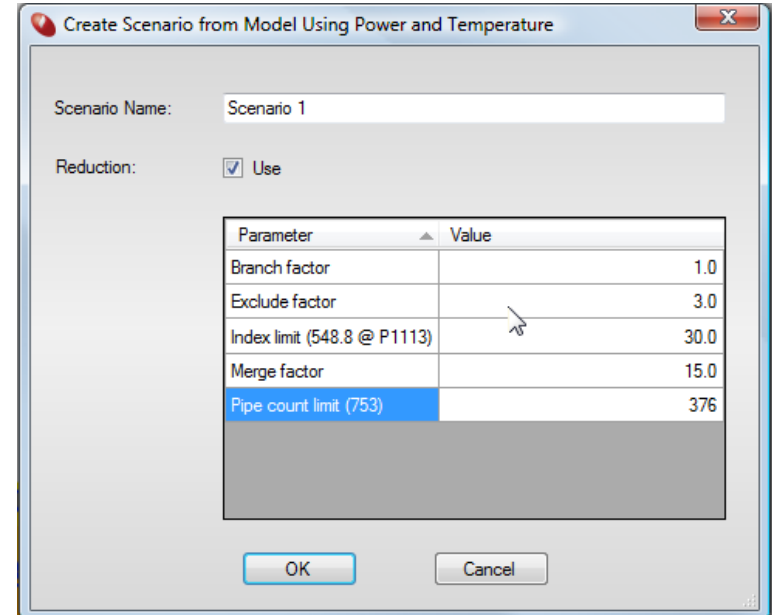 Create Scenario from Model Using Power and Temperature
Scenario Name: Scenario 1
Reduction: Use
Parameter Value
Branch factor 1.0
Exclude factor 3.0
Index limit (548.8 @ P1113) 30.0
Merge factor 15.0
Pipe count limit (753) 376
OK Cancel